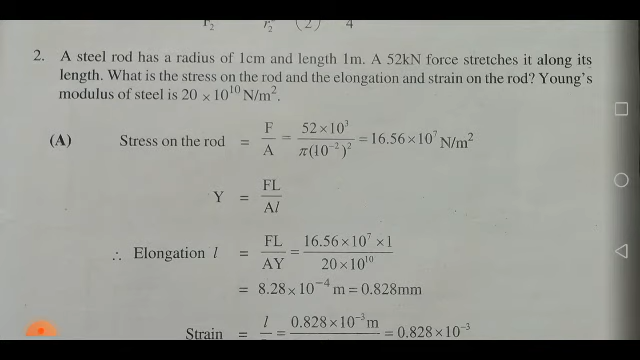 F₂ r₂² (2) 4
2. A steel rod has a radius of 1cm and length 1m. A 52kN force stretches it along its
length. What is the stress on the rod and the elongation and strain on the rod? Young's
modulus of steel is 20 × 10¹⁰ N/m².
(A) Stress on the rod = F/A = 52×10³/π(10⁻²)² = 16.56×10⁷ N/m²
Y = FL/Al
∴ Elongation l = FL/AY = 16.56×10⁷ ×1/20×10¹⁰
= 8.28×10⁻⁴ m = 0.828mm
Strain = l = 0.828×10⁻³m = 0.828×10⁻³